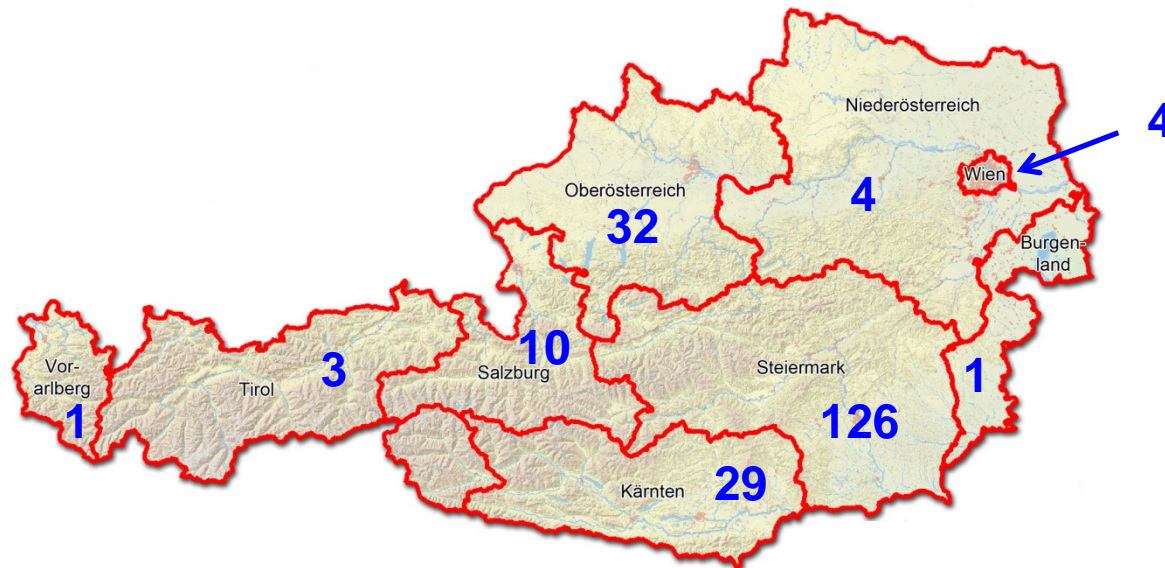 Niederösterreich
4
Wien
Oberösterreich
4
32
Burgen-
land
10
Vor-
arlberg
3
Steiermark
Salzburg
Tirol
1
1
126
Kärnten
29